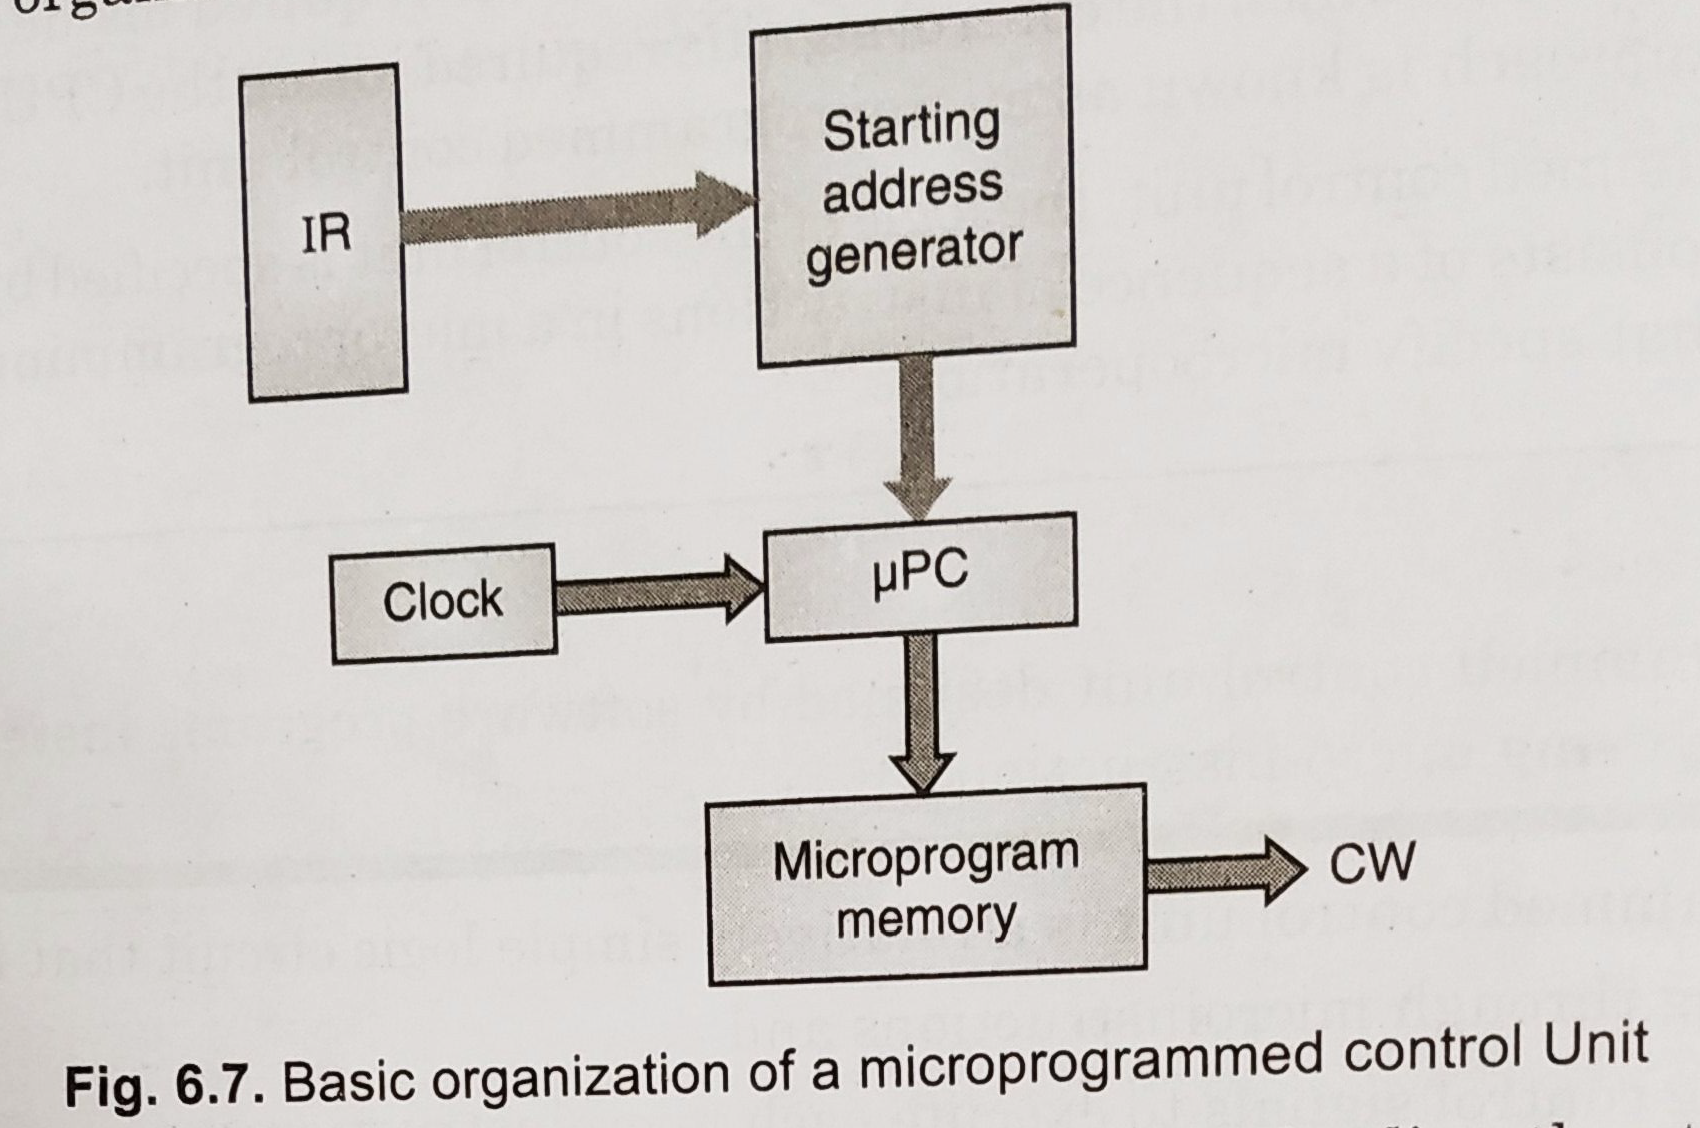 IR
Starting
address
generator
Clock
µPC
Microprogram
memory
CW
Fig. 6.7. Basic organization of a microprogrammed control Unit